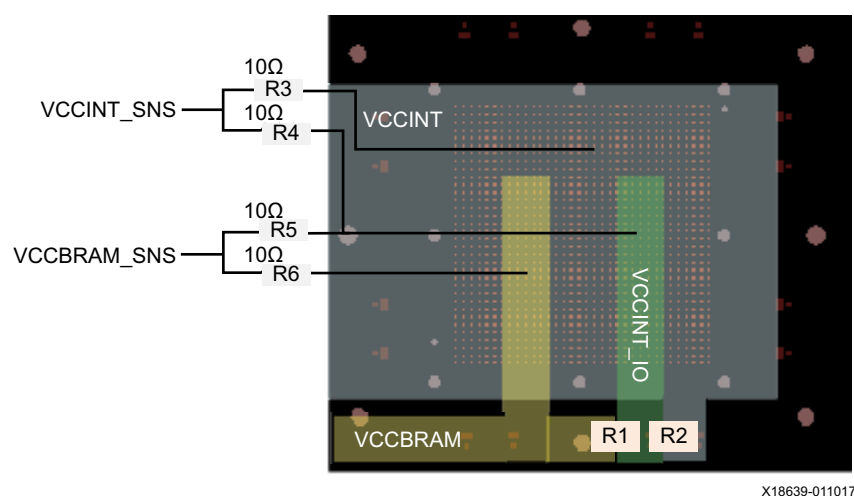 10Ω
R3
VCCINT_SNS
10Ω
R4
VCCINT
10Ω
R5
VCCBRAM_SNS
10Ω
R6
VCCINT_IO
VCCBRAM
R1
R2
X18639-011017